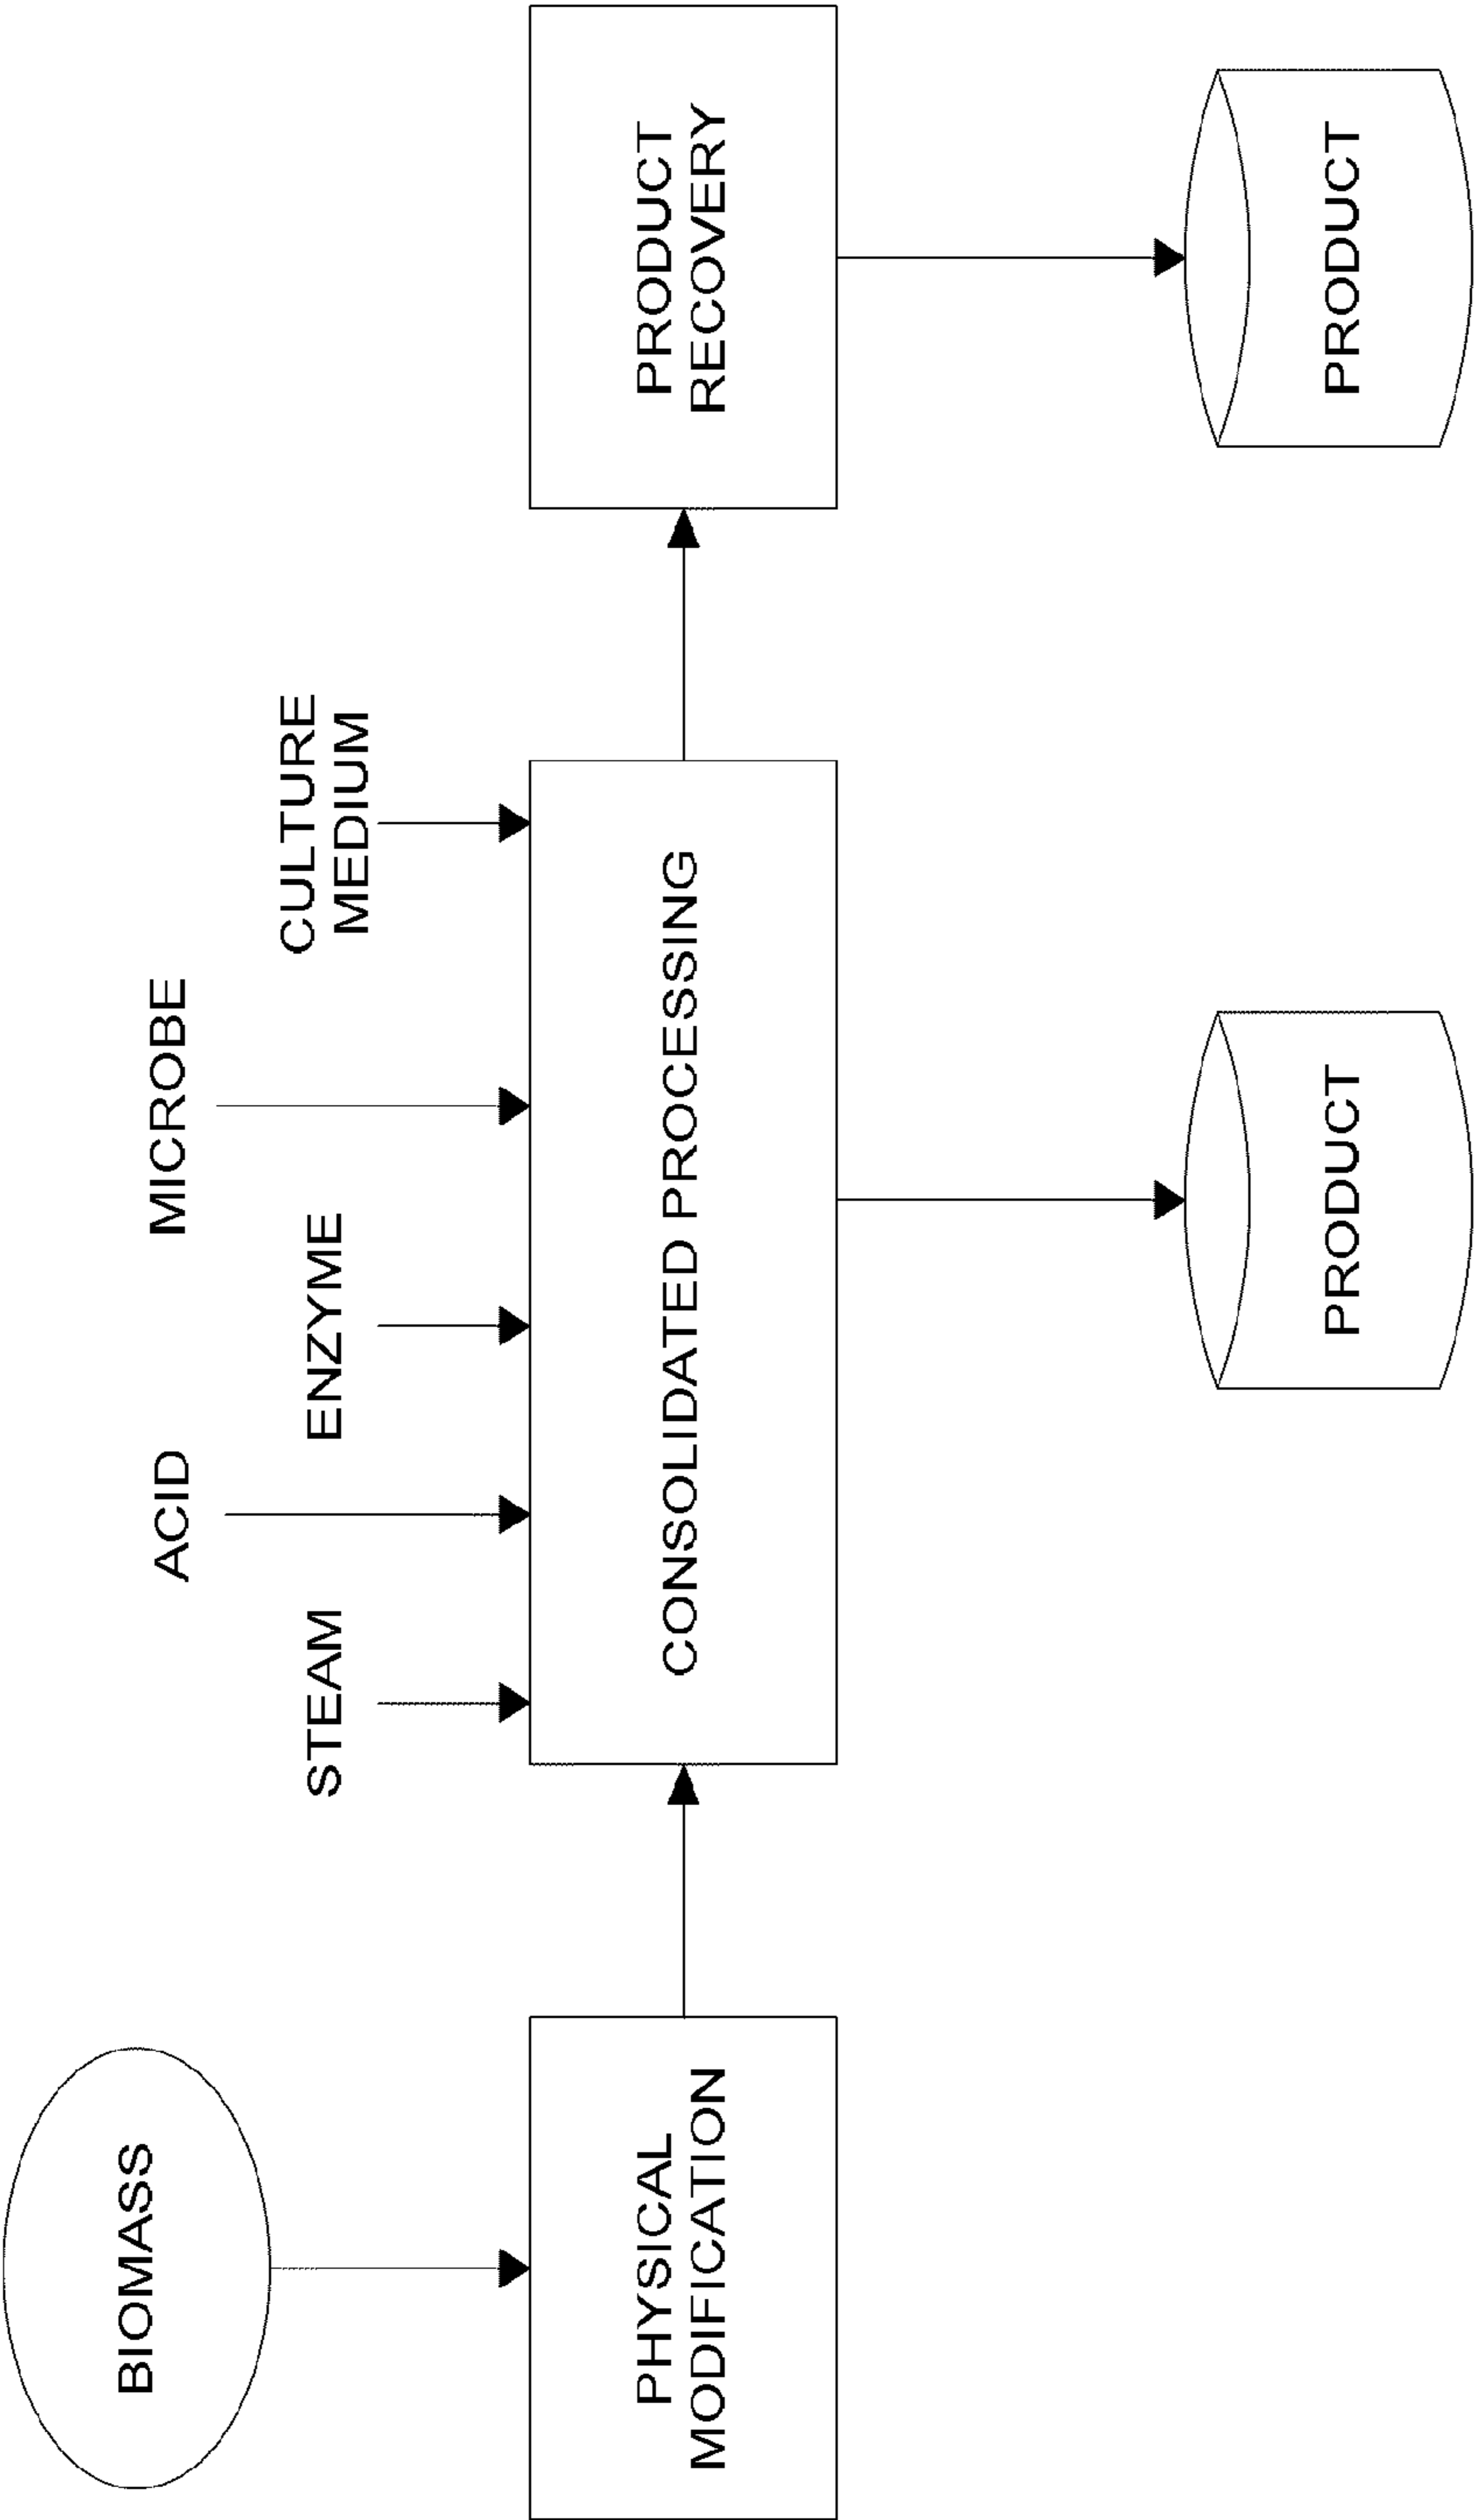 BIOMASS
PHYSICAL
MODIFICATION
STEAM
ACID
ENZYME
MICROBE
CULTURE
MEDIUM
CONSOLIDATED PROCESSING
PRODUCT
PRODUCT
RECOVERY
PRODUCT